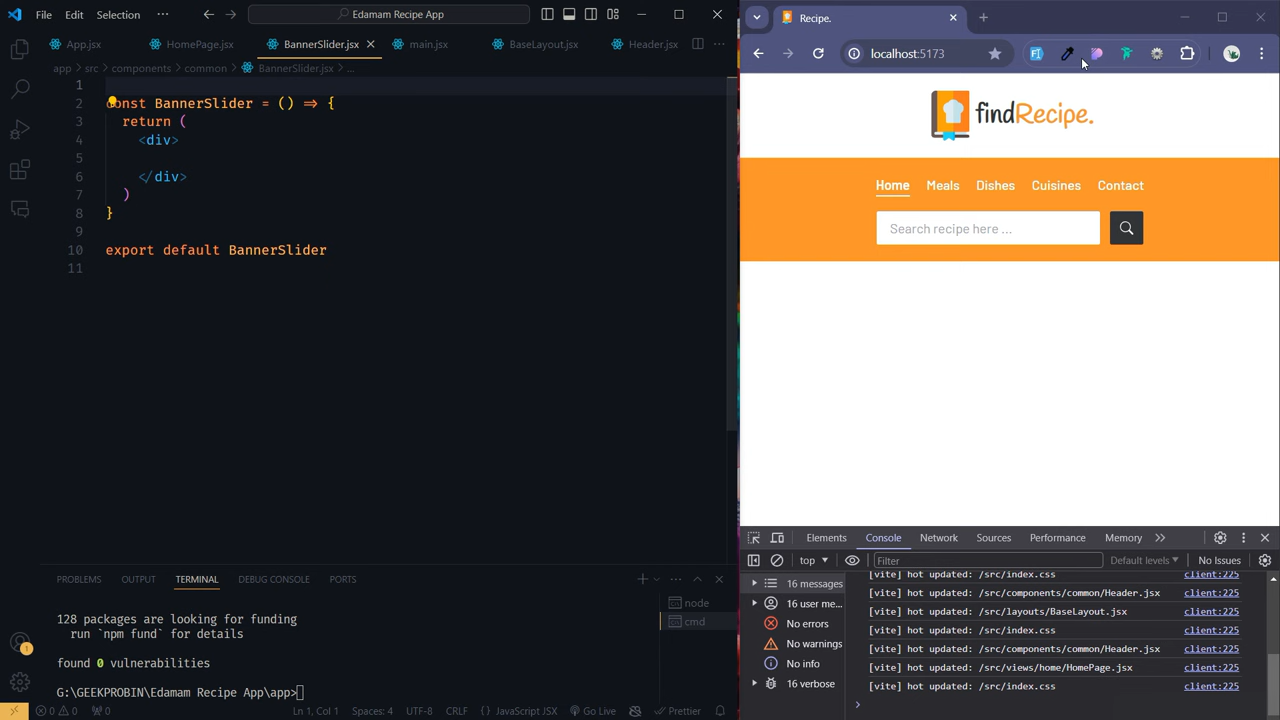 File Edit Selection ··· Edamam Recipe App
App.jsx HomePage.jsx BannerSlider.jsx main.jsx BaseLayout.jsx Header.jsx ···
app > src > components > common > BannerSlider.jsx > ...
1
2 const BannerSlider = () => {
3 return (
4 <div>
5
6 </div>
7 )
8 }
9
10 export default BannerSlider
11
PROBLEMS OUTPUT TERMINAL DEBUG CONSOLE PORTS
128 packages are looking for funding
run `npm fund` for details
found 0 vulnerabilities
G:\GEEKPROBIN\Edamam Recipe App\app>
node
cmd
1
0 0 0 Ln 1, Col 1 Spaces: 4 UTF-8 CRLF JavaScript JSX Go Live Prettier
Recipe.
localhost:5173
findRecipe.
Home Meals Dishes Cuisines Contact
Search recipe here ...
Elements Console Network Sources Performance Memory
top Filter Default levels No Issues
16 messages
16 user me...
No errors
No warnings
No info
16 verbose
[vite] hot updated: /src/index.css client:225
[vite] hot updated: /src/components/common/Header.jsx client:225
[vite] hot updated: /src/layouts/BaseLayout.jsx client:225
[vite] hot updated: /src/index.css client:225
[vite] hot updated: /src/components/common/Header.jsx client:225
[vite] hot updated: /src/views/home/HomePage.jsx client:225
[vite] hot updated: /src/index.css client:225